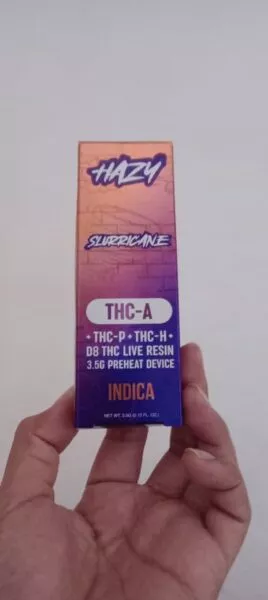 HAZY
SLURRICANE
THC-A
• THC-P • THC-H •
D8 THC LIVE RESIN
3.5G PREHEAT DEVICE
INDICA